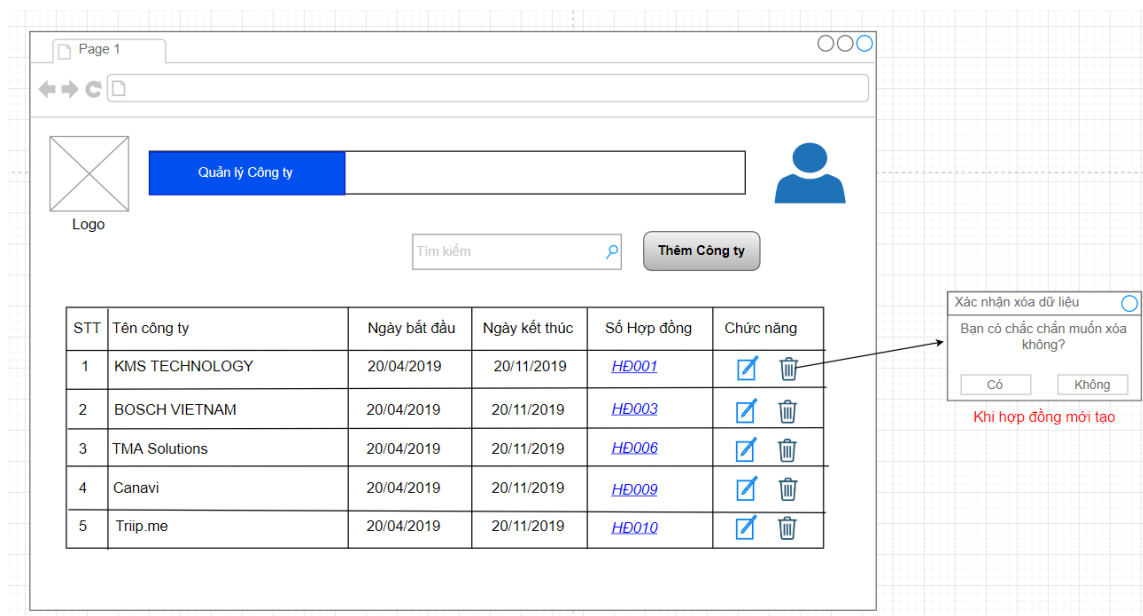 Page 1
Quản lý Công ty
Logo
Tìm kiếm
Thêm Công ty
STT Tên công ty Ngày bắt đầu Ngày kết thúc Số Hợp đồng Chức năng
1 KMS TECHNOLOGY 20/04/2019 20/11/2019 HĐ001
2 BOSCH VIETNAM 20/04/2019 20/11/2019 HĐ003
3 TMA Solutions 20/04/2019 20/11/2019 HĐ006
4 Canavi 20/04/2019 20/11/2019 HĐ009
5 Triip.me 20/04/2019 20/11/2019 HĐ010
Xác nhận xóa dữ liệu
Bạn có chắc chắn muốn xóa
không?
Có Không
Khi hợp đồng mới tạo